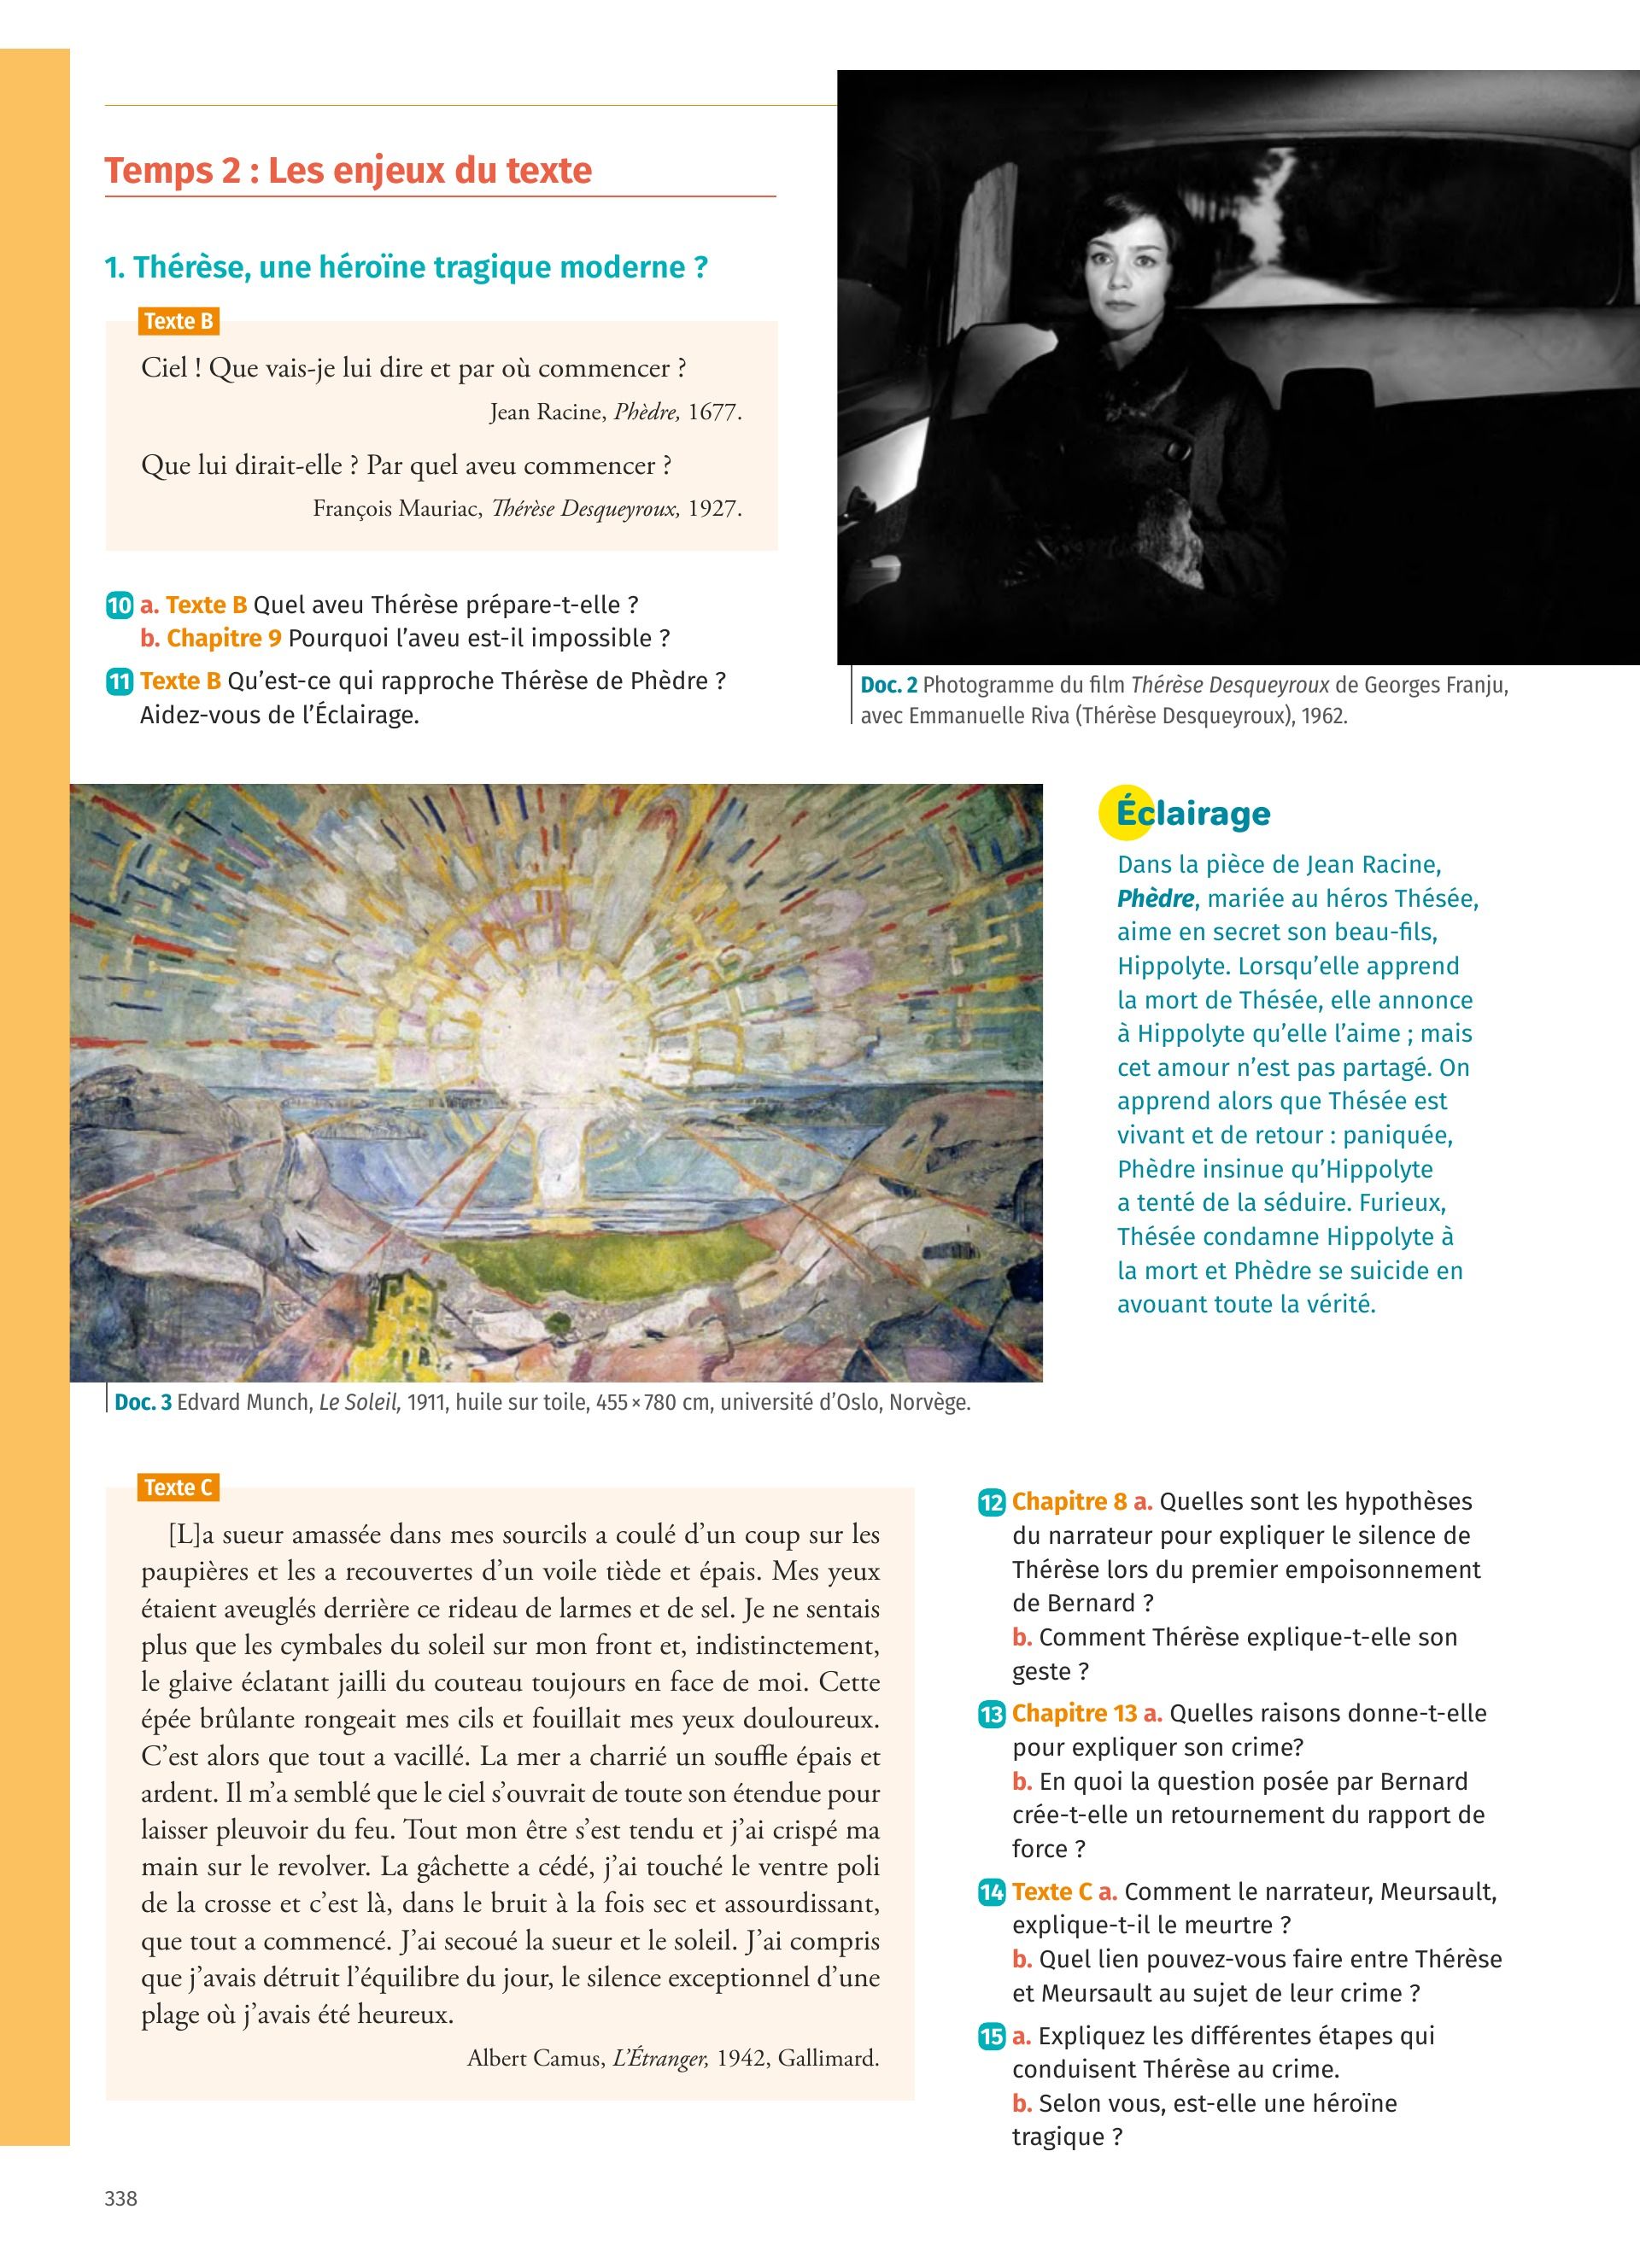 Temps 2 : Les enjeux du texte
1. Thérèse, une héroïne tragique moderne ?
Texte B
Ciel ! Que vais-je lui dire et par où commencer ?
Jean Racine, Phèdre, 1677.
Que lui dirait-elle ? Par quel aveu commencer ?
François Mauriac, Thérèse Desqueyroux, 1927.
10 a. Texte B Quel aveu Thérèse prépare-t-elle ?
b. Chapitre 9 Pourquoi l’aveu est-il impossible ?
11 Texte B Qu’est-ce qui rapproche Thérèse de Phèdre ?
Aidez-vous de l’Éclairage.
Doc. 2 Photogramme du film Thérèse Desqueyroux de Georges Franju,
avec Emmanuelle Riva (Thérèse Desqueyroux), 1962.
Éclairage
Dans la pièce de Jean Racine,
Phèdre, mariée au héros Thésée,
aime en secret son beau-fils,
Hippolyte. Lorsqu’elle apprend
la mort de Thésée, elle annonce
à Hippolyte qu’elle l’aime ; mais
cet amour n’est pas partagé. On
apprend alors que Thésée est
vivant et de retour : paniquée,
Phèdre insinue qu’Hippolyte
a tenté de la séduire. Furieux,
Thésée condamne Hippolyte à
la mort et Phèdre se suicide en
avouant toute la vérité.
Doc. 3 Edvard Munch, Le Soleil, 1911, huile sur toile, 455 × 780 cm, université d’Oslo, Norvège.
Texte C
[L]a sueur amassée dans mes sourcils a coulé d’un coup sur les
paupières et les a recouvertes d’un voile tiède et épais. Mes yeux
étaient aveuglés derrière ce rideau de larmes et de sel. Je ne sentais
plus que les cymbales du soleil sur mon front et, indistinctement,
le glaive éclatant jailli du couteau toujours en face de moi. Cette
épée brûlante rongeait mes cils et fouillait mes yeux douloureux.
C’est alors que tout a vacillé. La mer a charrié un souffle épais et
ardent. Il m’a semblé que le ciel s’ouvrait de toute son étendue pour
laisser pleuvoir du feu. Tout mon être s’est tendu et j’ai crispé ma
main sur le revolver. La gâchette a cédé, j’ai touché le ventre poli
de la crosse et c’est là, dans le bruit à la fois sec et assourdissant,
que tout a commencé. J’ai secoué la sueur et le soleil. J’ai compris
que j’avais détruit l’équilibre du jour, le silence exceptionnel d’une
plage où j’avais été heureux.
Albert Camus, L’Étranger, 1942, Gallimard.
12 Chapitre 8 a. Quelles sont les hypothèses
du narrateur pour expliquer le silence de
Thérèse lors du premier empoisonnement
de Bernard ?
b. Comment Thérèse explique-t-elle son
geste ?
13 Chapitre 13 a. Quelles raisons donne-t-elle
pour expliquer son crime?
b. En quoi la question posée par Bernard
crée-t-elle un retournement du rapport de
force ?
14 Texte C a. Comment le narrateur, Meursault,
explique-t-il le meurtre ?
b. Quel lien pouvez-vous faire entre Thérèse
et Meursault au sujet de leur crime ?
15 a. Expliquez les différentes étapes qui
conduisent Thérèse au crime.
b. Selon vous, est-elle une héroïne
tragique ?
338